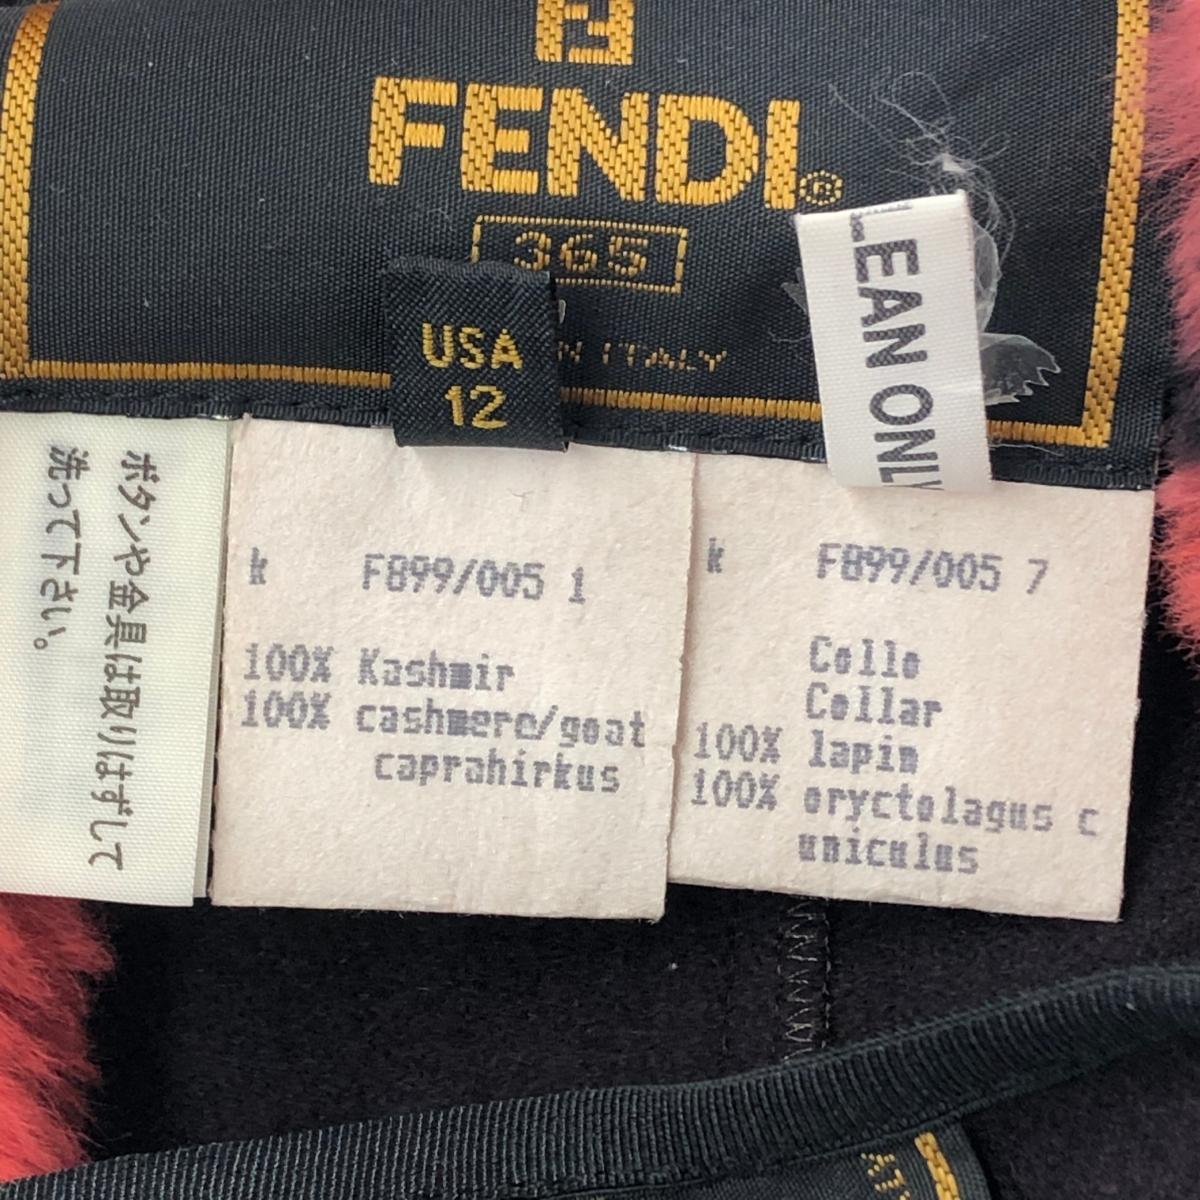 FENDI®
365
USA
12
N ITALY
LEAN ONLY
ボタンや金具は取りはずして
洗って下さい。
k F899/005 1
100% Kashmir
100% cashmere/goat
caprahirkus
k F899/005 7
Collo
Collar
100% lapin
100% oryctolagus c
uniculus